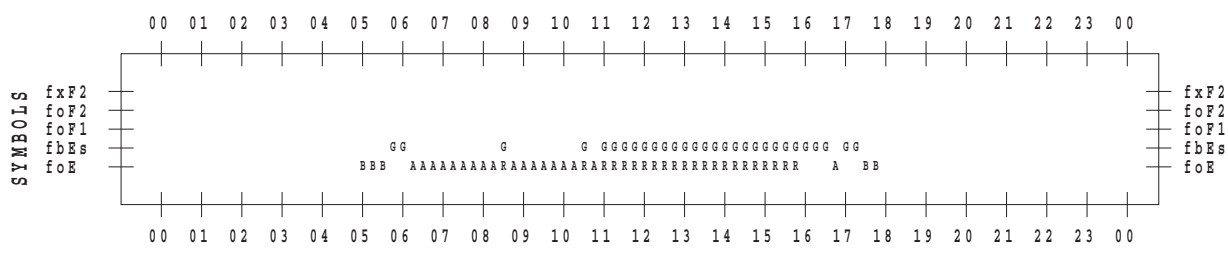 00 01 02 03 04 05 06 07 08 09 10 11 12 13 14 15 16 17 18 19 20 21 22 23 00
SYMBOLS
fxF2 fxF2
foF2 foF2
foF1 foF1
fbEs GG G G GGGGGGGGGGGGGGGGGGGGGGG GG fbEs
foE BBB AAAAAAAAARAAAAAAARARRRRRRRRRRRRRRRRRRRR A BB foE
00 01 02 03 04 05 06 07 08 09 10 11 12 13 14 15 16 17 18 19 20 21 22 23 00